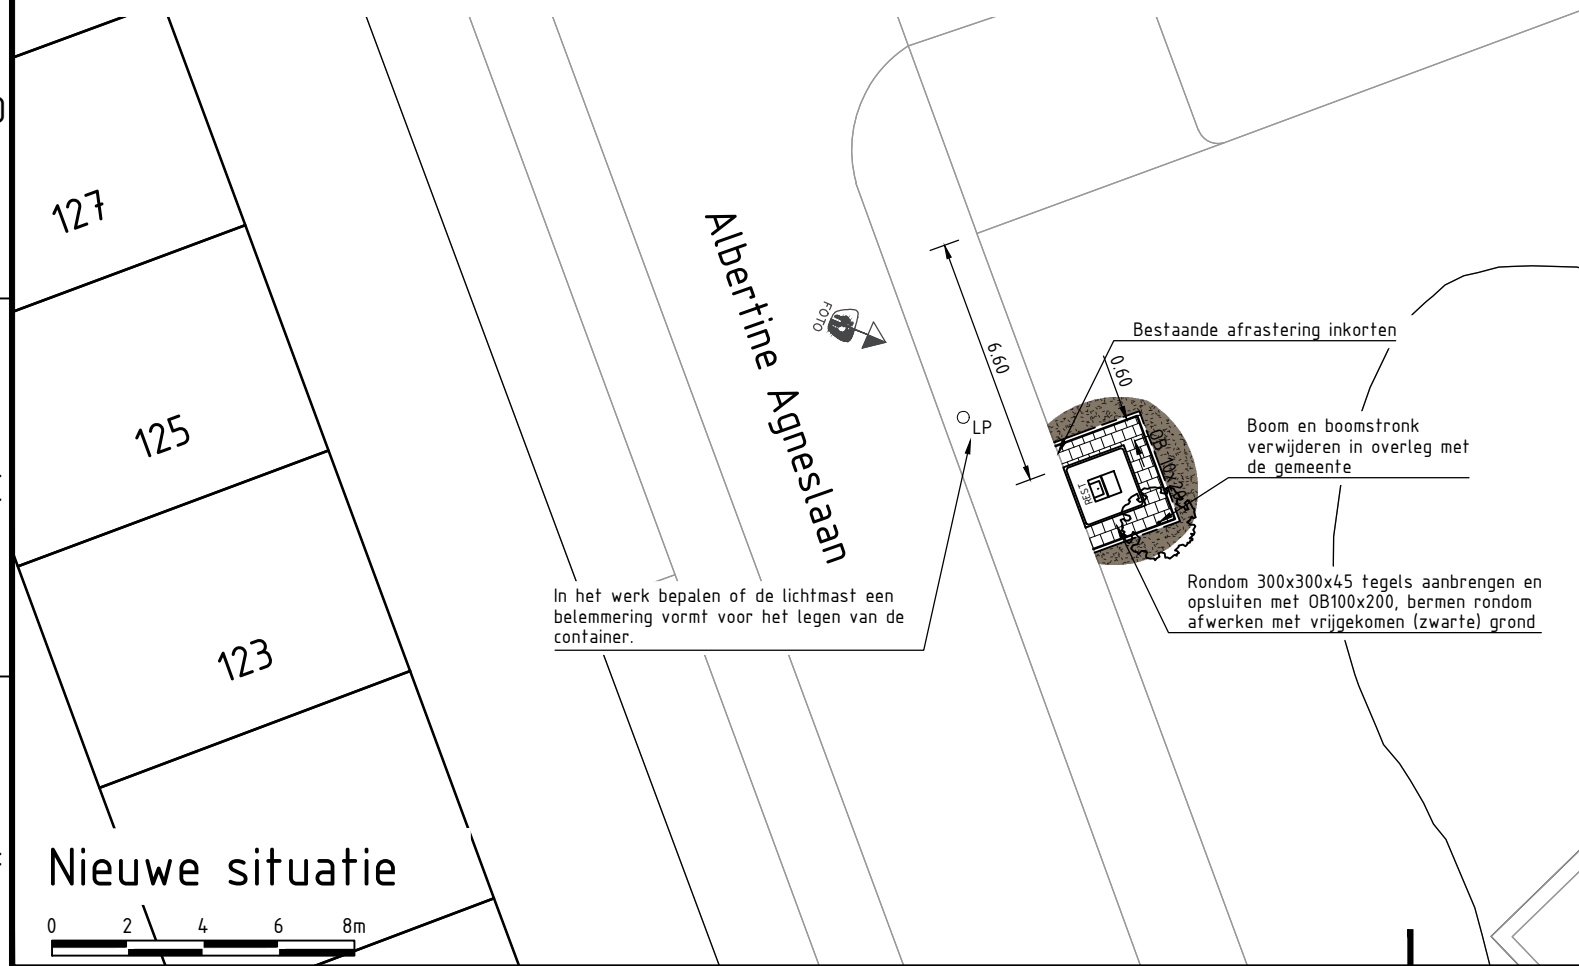 127
125
123
Albertine Agneslaan
FOTO
6.60
0.60
LP
Bestaande afrastering inkorten
Boom en boomstronk
verwijderen in overleg met
de gemeente
REST
In het werk bepalen of de lichtmast een
belemmering vormt voor het legen van de
container.
Rondom 300x300x45 tegels aanbrengen en
opsluiten met OB100x200, bermen rondom
afwerken met vrijgekomen (zwarte) grond
Nieuwe situatie
0 2 4 6 8m